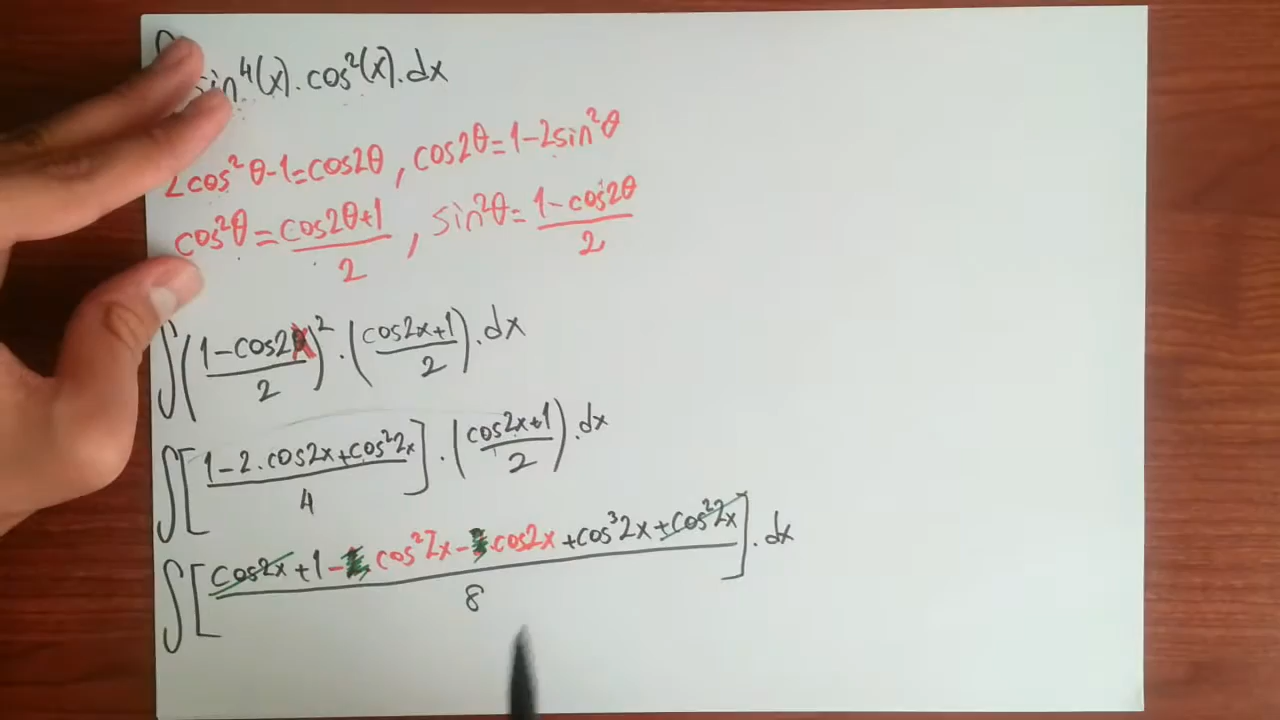 ∫sin⁴(x).cos²(x).dx
2cos²θ-1=cos2θ, cos2θ=1-2sin²θ
cos²θ=(cos2θ+1)/2, sin²θ=(1-cos2θ)/2
∫((1-cos2x)/2)².((cos2x+1)/2).dx
∫[(1-2.cos2x+cos²2x)/4].((cos2x+1)/2).dx
∫[(cos2x+1-cos²2x-cos2x+cos³2x+cos²2x)/8].dx